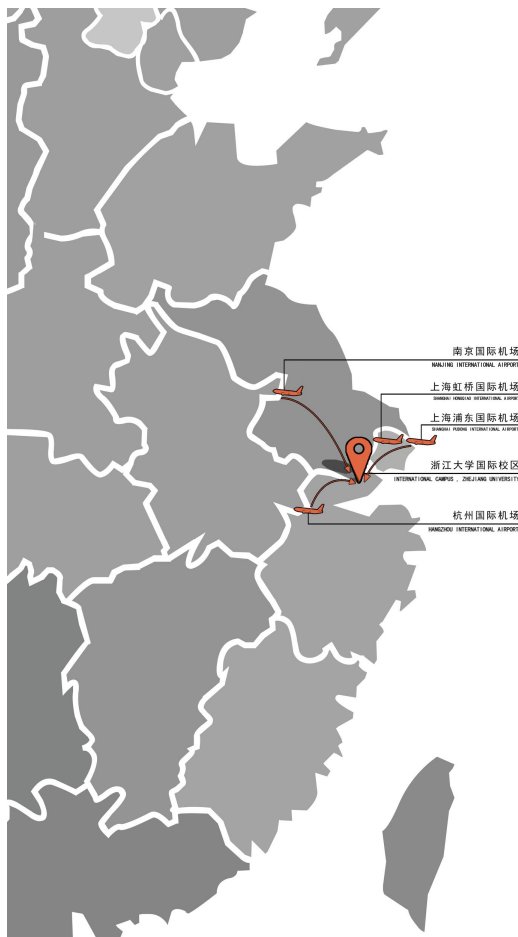 南京国际机场
NANJING INTERNATIONAL AIRPORT
上海虹桥国际机场
SHANGHAI HONGQIAO INTERNATIONAL AIRPORT
上海浦东国际机场
SHANGHAI PUDONG INTERNATIONAL AIRPORT
浙江大学国际校区
INTERNATIONAL CAMPUS , ZHEJIANG UNIVERSITY
杭州国际机场
HANGZHOU INTERNATIONAL AIRPORT